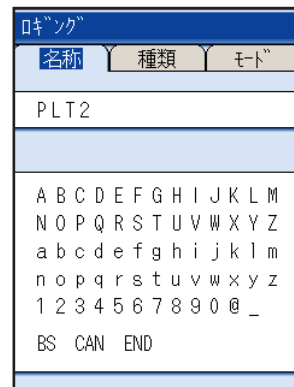 ﾛｷﾞﾝｸﾞ
名称 種類 ﾓｰﾄﾞ
PLT2
A B C D E F G H I J K L M
N O P Q R S T U V W X Y Z
a b c d e f g h i j k l m
n o p q r s t u v w x y z
1 2 3 4 5 6 7 8 9 0 @ _
BS CAN END